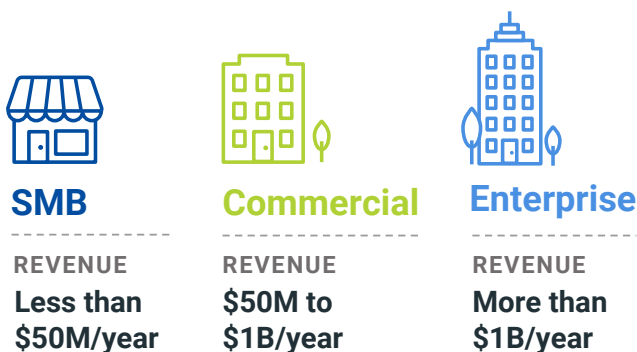 SMB
REVENUE
Less than
$50M/year
Commercial
REVENUE
$50M to
$1B/year
Enterprise
REVENUE
More than
$1B/year